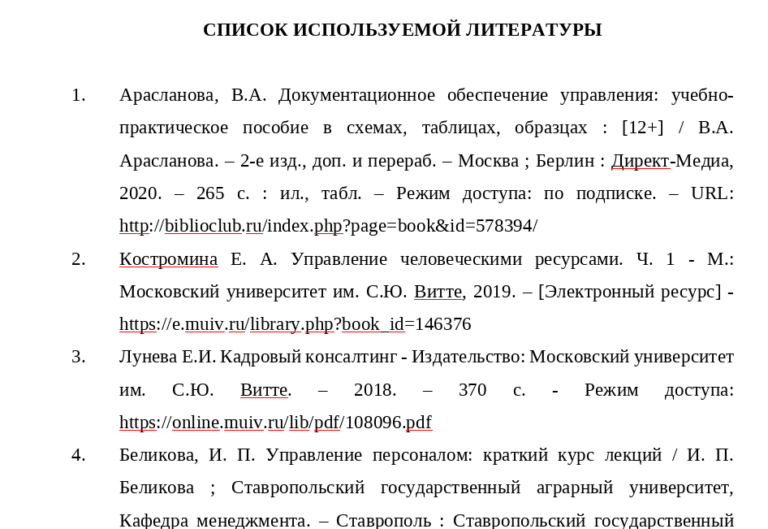 СПИСОК ИСПОЛЬЗУЕМОЙ ЛИТЕРАТУРЫ
1. Арасланова, В.А. Документационное обеспечение управления: учебно-
практическое пособие в схемах, таблицах, образцах : [12+] / В.А.
Арасланова. – 2-е изд., доп. и перераб. – Москва ; Берлин : Директ-Медиа,
2020. – 265 с. : ил., табл. – Режим доступа: по подписке. – URL:
http://biblioclub.ru/index.php?page=book&id=578394/
2. Костромина Е. А. Управление человеческими ресурсами. Ч. 1 - М.:
Московский университет им. С.Ю. Витте, 2019. – [Электронный ресурс] -
https://e.muiv.ru/library.php?book_id=146376
3. Лунева Е.И. Кадровый консалтинг - Издательство: Московский университет
им. С.Ю. Витте. – 2018. – 370 с. - Режим доступа:
https://online.muiv.ru/lib/pdf/108096.pdf
4. Беликова, И. П. Управление персоналом: краткий курс лекций / И. П.
Беликова ; Ставропольский государственный аграрный университет,
Кафедра менеджмента. – Ставрополь : Ставропольский государственный